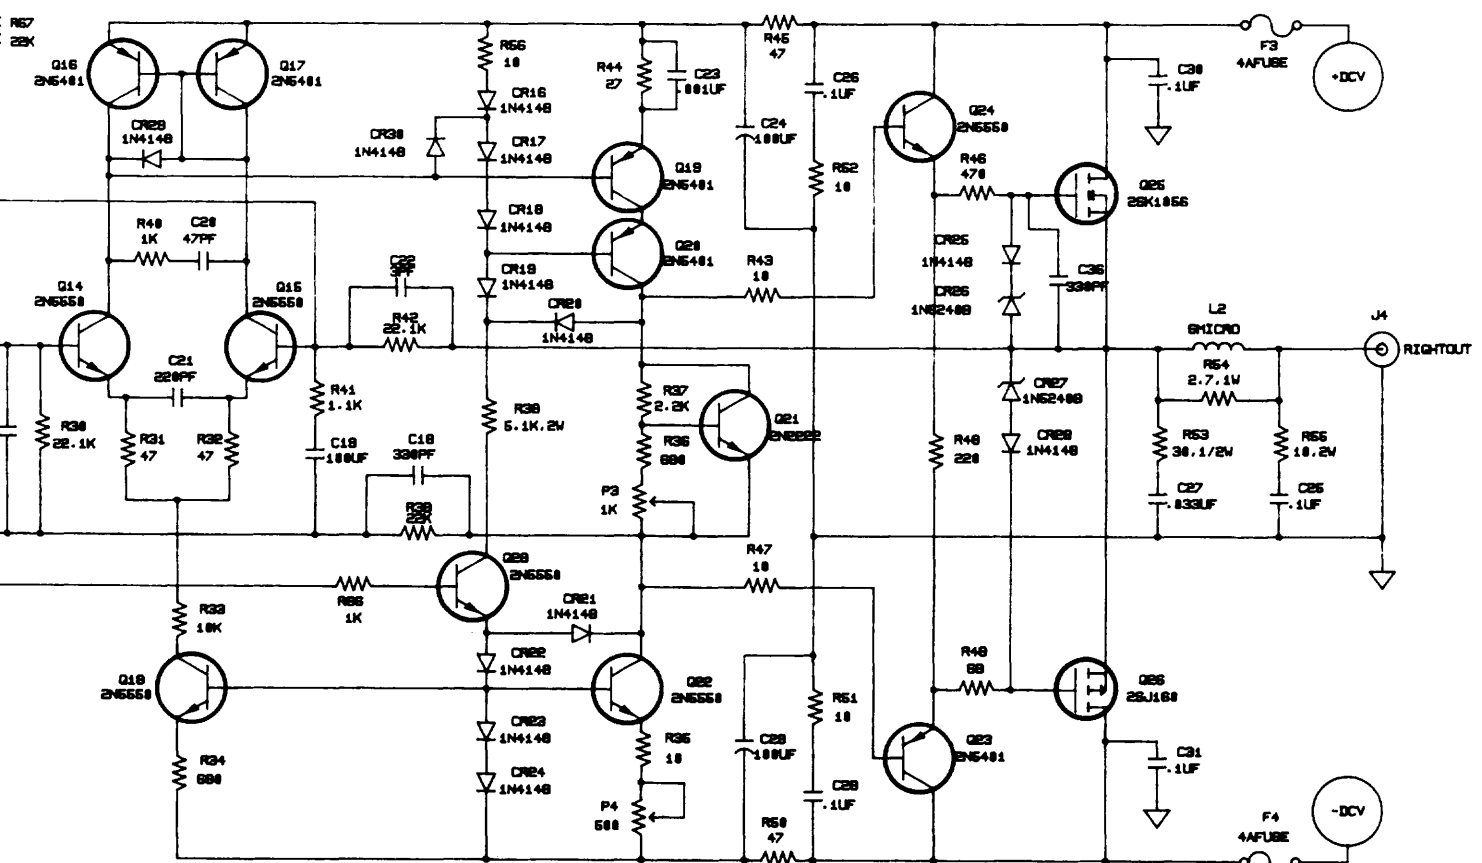 R67
22K
Q16
2N5401
Q17
2N5401
CR29
1N4148
R40
1K
C20
47PF
Q14
2N5550
Q15
2N5550
C21
220PF
R30
22.1K
R31
47
R32
47
R33
10K
Q18
2N5550
R34
680
R41
1.1K
C19
100UF
R42
22.1K
C18
330PF
22K
R86
1K
CR30
1N4148
R56
10
CR16
1N4148
CR17
1N4148
CR18
1N4148
CR19
1N4148
CR20
1N4148
R38
5.1K,2W
2N5550
CR21
1N4148
CR22
1N4148
CR23
1N4148
CR24
1N4148
R44
27
C23
.001UF
Q19
2N5401
Q20
2N5401
R37
2.2K
R36
680
P3
1K
Q21
2N2222
Q22
2N5550
R35
10
P4
500
R45
47
C24
100UF
C26
.1UF
R52
10
R43
10
R47
10
C28
100UF
R51
10
.1UF
R50
47
Q24
2N5550
R46
470
CR25
1N4148
CR26
1N5240B
C36
330PF
CR27
1N5240B
CR28
1N4148
R48
220
R49
68
Q23
2N5401
Q25
2SK1056
Q26
2SJ160
C30
.1UF
C31
.1UF
F3
4AFUSE
+DCV
L2
6MICRO
R54
2.7,1W
R53
30,1/2W
C27
.033UF
R55
10,2W
C25
.1UF
J4
RIGHTOUT
F4
4AFUSE
-DCV